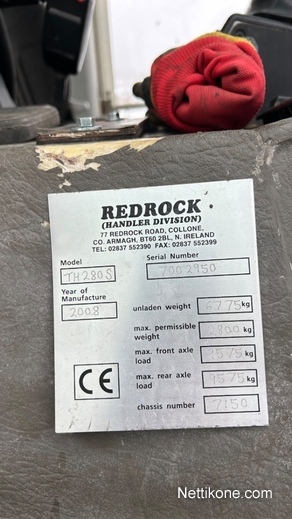 REDROCK
(HANDLER DIVISION)
77 REDROCK ROAD, COLLONE,
CO. ARMAGH, BT60 2BL, N. IRELAND
TEL: 02837 552390 FAX: 02837 552399
Model
TH280S
Serial Number
7002950
Year of
Manufacture
2008
unladen weight 6775 kg
max. permissible
weight kg
max. front axle
load kg
max. rear axle
load kg
CE
chassis number 7150
Nettikone.com